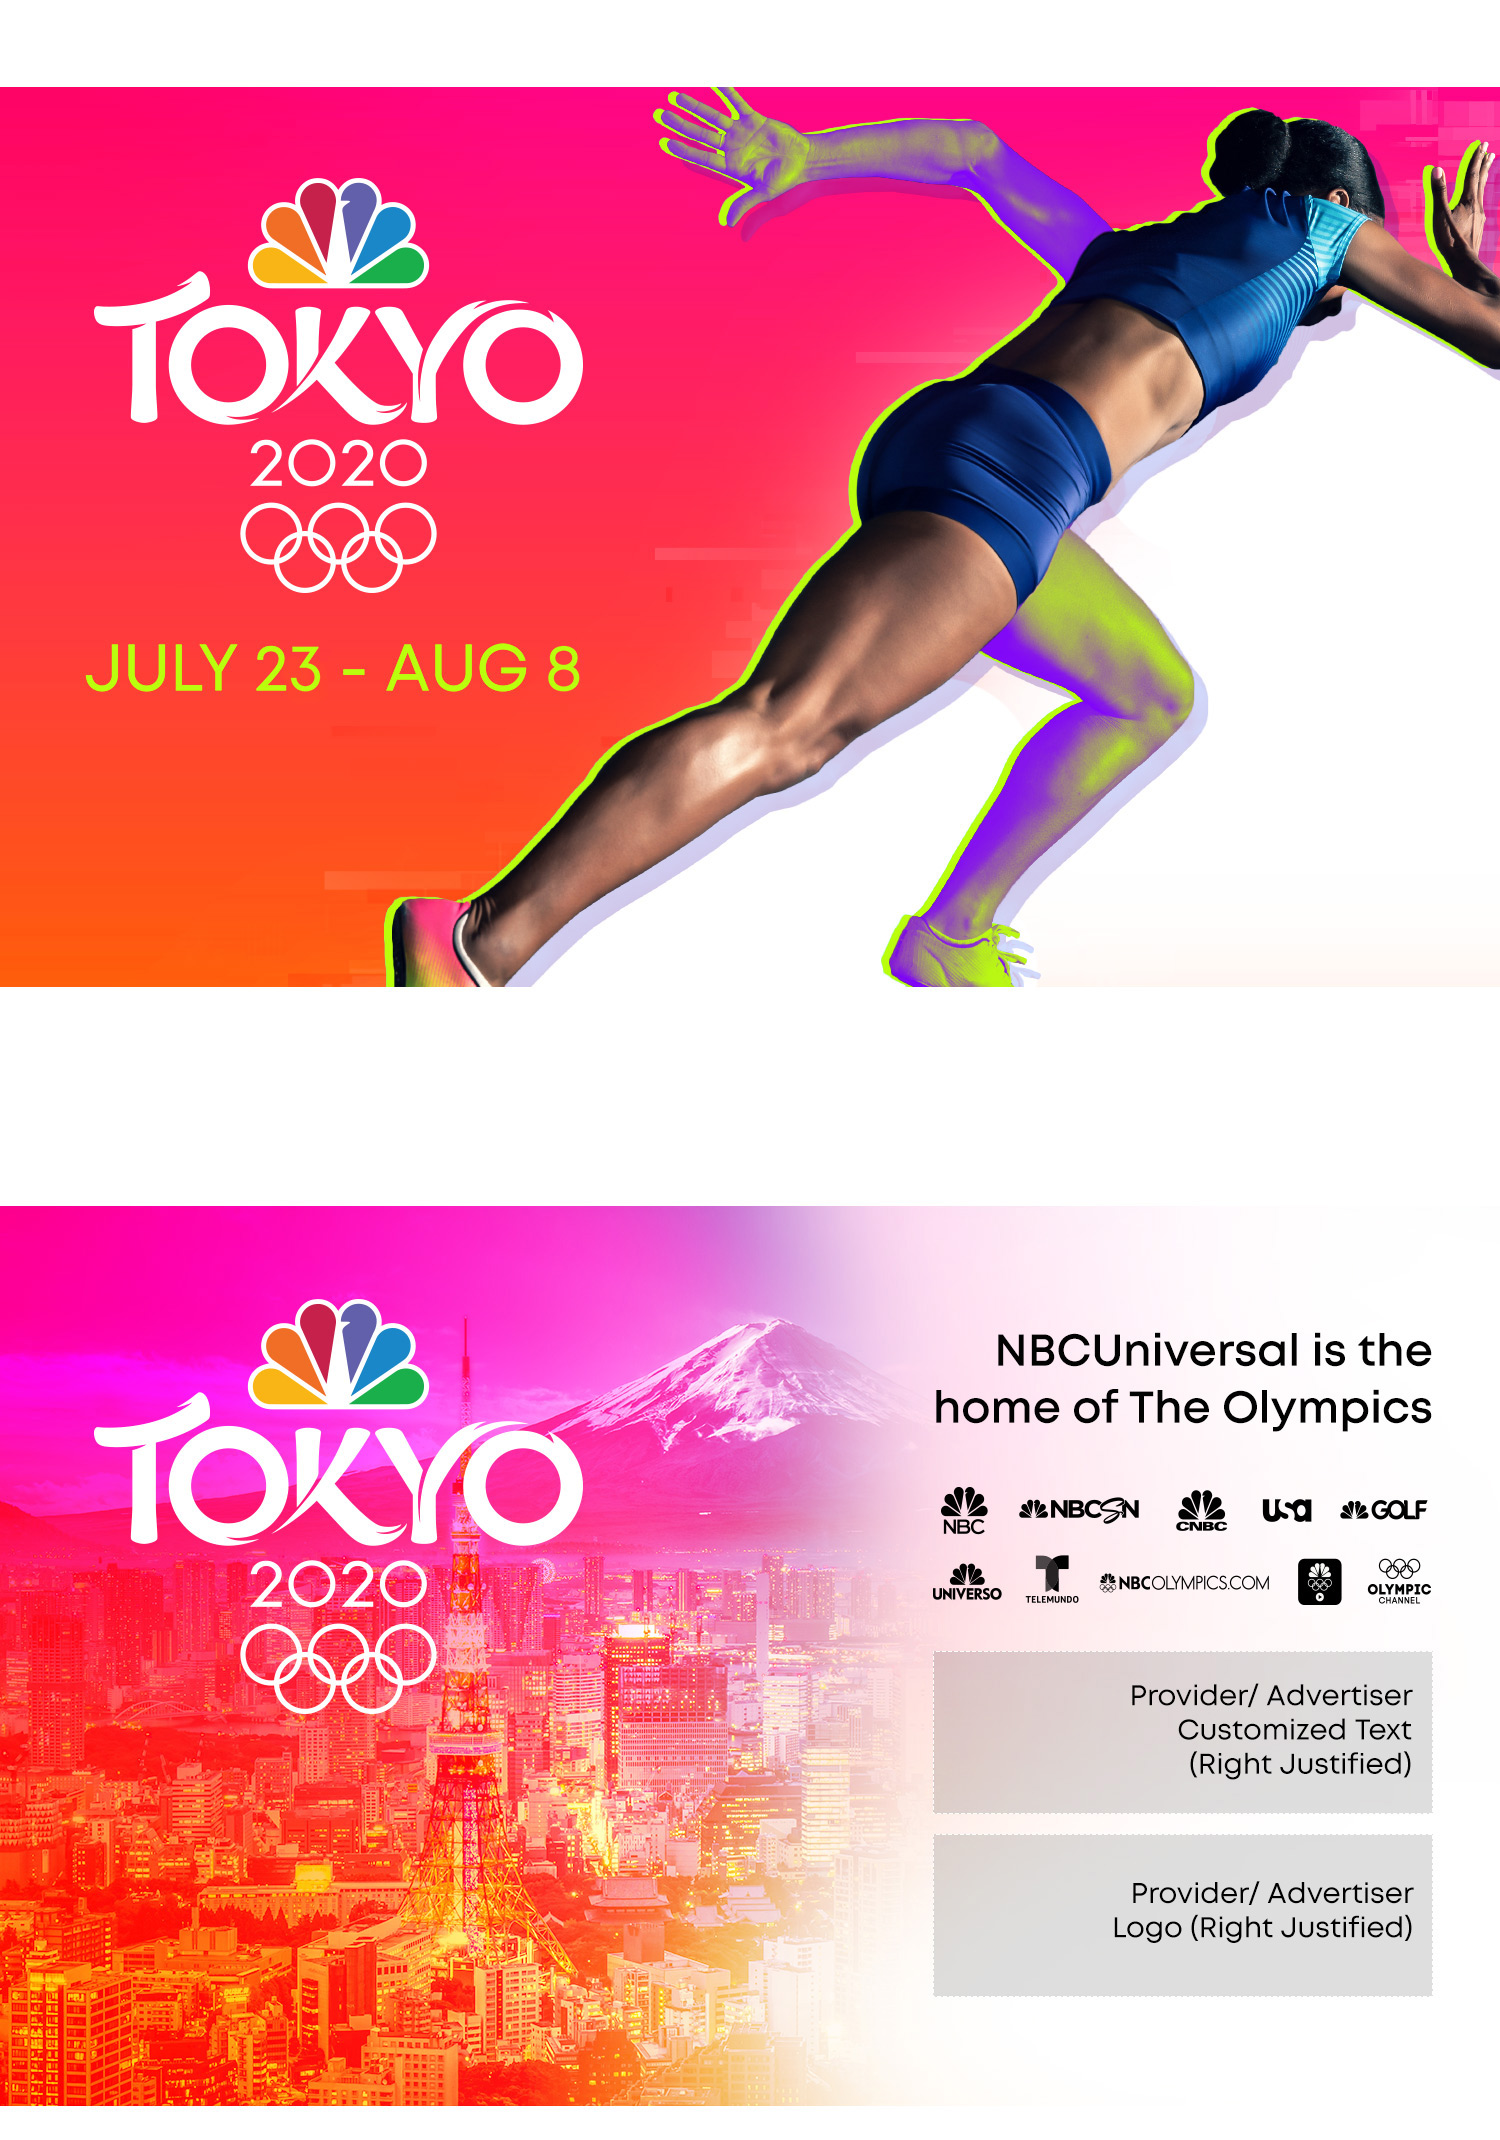 TOKYO
2020
JULY 23 - AUG 8
TOKYO
2020
NBCUniversal is the
home of The Olympics
NBC NBCSN CNBC USA GOLF
UNIVERSO TELEMUNDO NBCOLYMPICS.COM OLYMPIC CHANNEL
Provider/ Advertiser
Customized Text
(Right Justified)
Provider/ Advertiser
Logo (Right Justified)